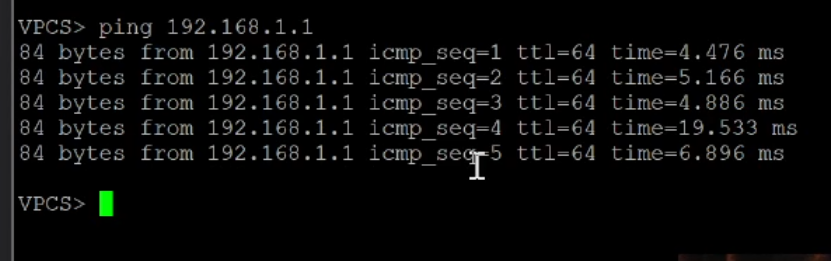 VPCS> ping 192.168.1.1
84 bytes from 192.168.1.1 icmp_seq=1 ttl=64 time=4.476 ms
84 bytes from 192.168.1.1 icmp_seq=2 ttl=64 time=5.166 ms
84 bytes from 192.168.1.1 icmp_seq=3 ttl=64 time=4.886 ms
84 bytes from 192.168.1.1 icmp_seq=4 ttl=64 time=19.533 ms
84 bytes from 192.168.1.1 icmp_seq=5 ttl=64 time=6.896 ms
VPCS>